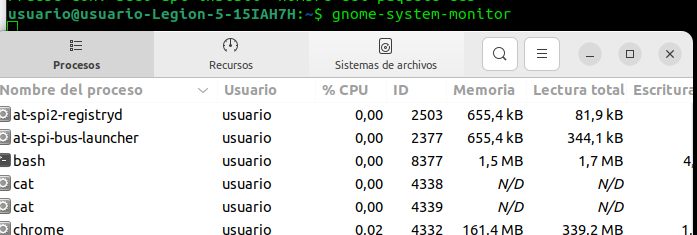 usuario@usuario-Legion-5-15IAH7H:~$ gnome-system-monitor
Procesos Recursos Sistemas de archivos
Nombre del proceso Usuario % CPU ID Memoria Lectura total Escritura
at-spi2-registryd usuario 0,00 2503 655,4 kB 81,9 kB
at-spi-bus-launcher usuario 0,00 2377 655,4 kB 344,1 kB
bash usuario 0,00 8377 1,5 MB 1,7 MB 4,
cat usuario 0,00 4338 N/D N/D
cat usuario 0,00 4339 N/D N/D
chrome usuario 0,02 4332 161,4 MB 339,2 MB 1,